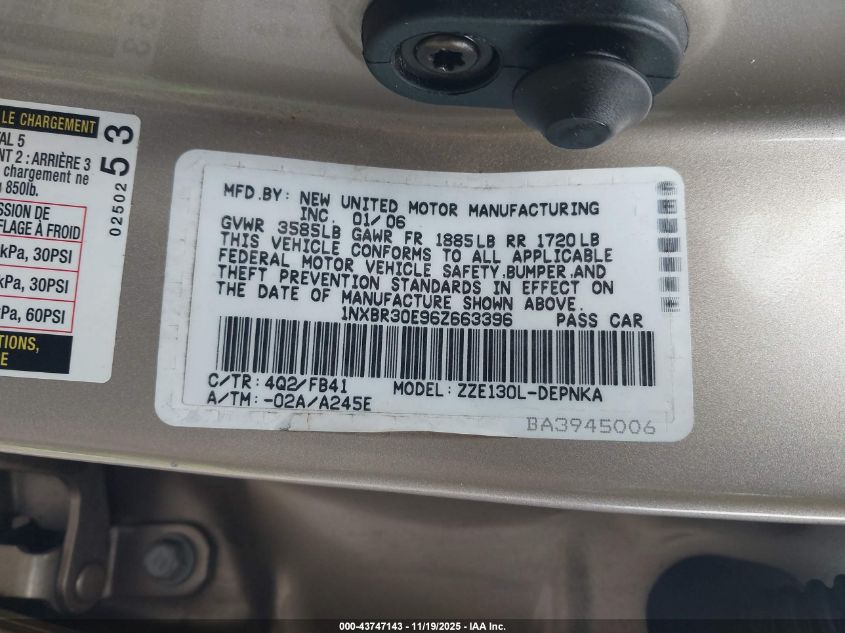 LE CHARGEMENT
TAL 5
NT 2 : ARRIÈRE 3
chargement ne
850lb.
SSION DE
FLAGE À FROID
kPa, 30PSI
kPa, 30PSI
Pa, 60PSI
TIONS,
E
02502 53
MFD.BY: NEW UNITED MOTOR MANUFACTURING
INC. 01/06
GVWR 3585LB GAWR FR 1885LB RR 1720LB
THIS VEHICLE CONFORMS TO ALL APPLICABLE
FEDERAL MOTOR VEHICLE SAFETY,BUMPER,AND
THEFT PREVENTION STANDARDS IN EFFECT ON
THE DATE OF MANUFACTURE SHOWN ABOVE.
1NXBR30E96Z663396 PASS CAR
C/TR: 4Q2/FB41 MODEL: ZZE130L-DEPNKA
A/TM: -02A/A245E
BA3945006
000-43747143 - 11/19/2025 - IAA Inc.